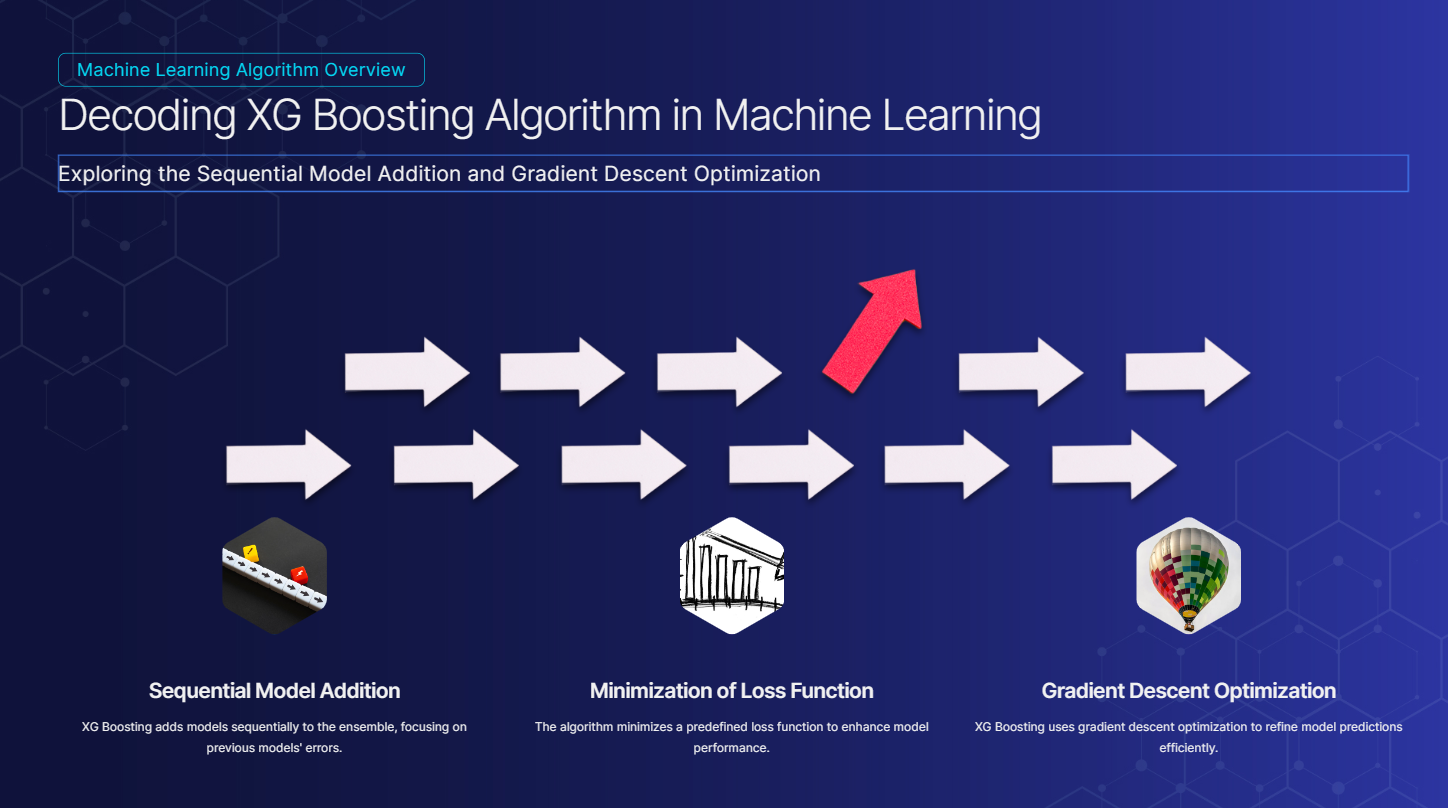 Machine Learning Algorithm Overview
Decoding XG Boosting Algorithm in Machine Learning
Exploring the Sequential Model Addition and Gradient Descent Optimization
Sequential Model Addition
XG Boosting adds models sequentially to the ensemble, focusing on
previous models' errors.
Minimization of Loss Function
The algorithm minimizes a predefined loss function to enhance model
performance.
Gradient Descent Optimization
XG Boosting uses gradient descent optimization to refine model predictions
efficiently.